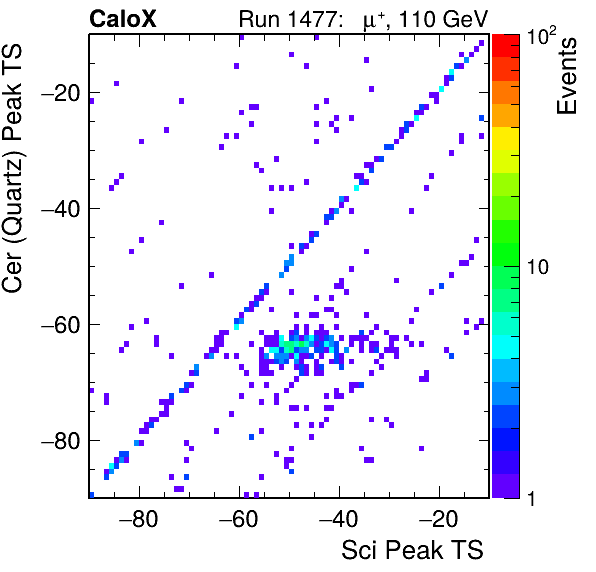 CaloX Run 1477: μ⁺, 110 GeV
Cer (Quartz) Peak TS
−20
−40
−60
−80
−80 −60 −40 −20
Sci Peak TS
10²
10
1
Events